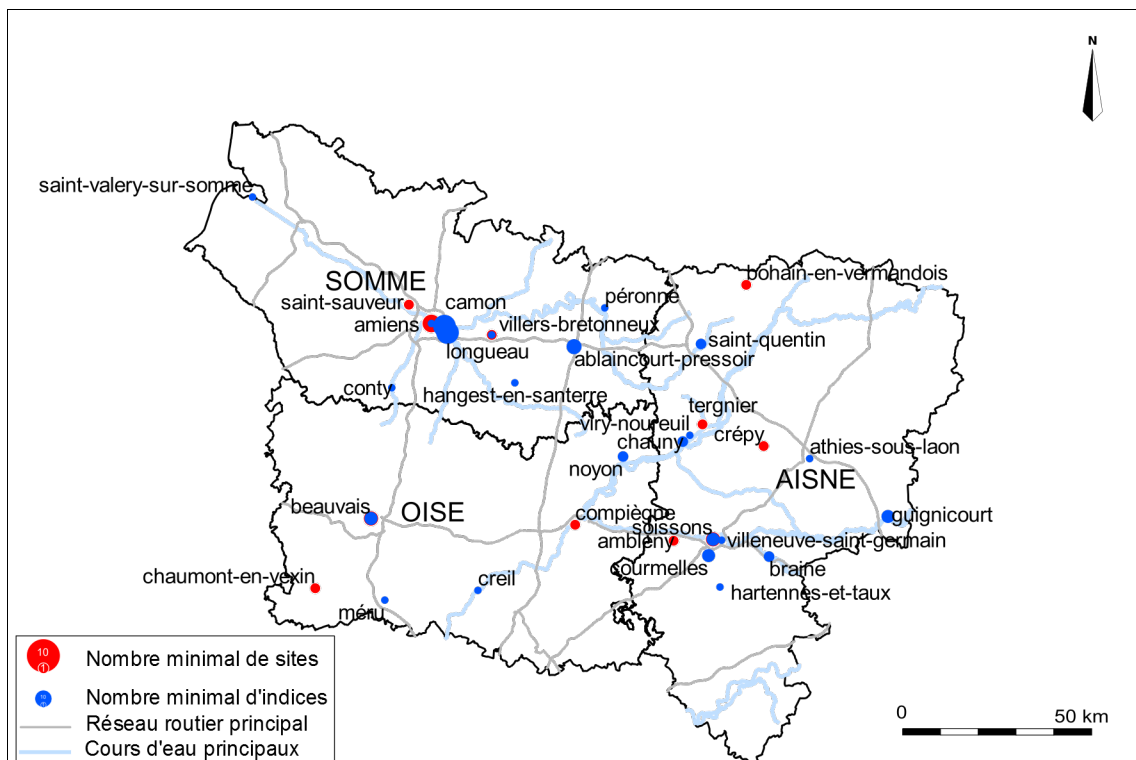 N
saint-valery-sur-somme
bohain-en-vermandois
SOMME
saint-sauveur
camon
péronne
amiens
villers-bretonneux
saint-quentin
longueau
ablaincourt-pressoir
conty
hangest-en-santerre
tergnier
viry-noureuil
crépy
chauny
athies-sous-laon
noyon
AISNE
beauvais
OISE
compiègne
guignicourt
soissons
ambleny
villeneuve-saint-germain
courmelles
braine
chaumont-en-vexin
creil
hartennes-et-taux
méru
10
1
Nombre minimal de sites
Nombre minimal d'indices
Réseau routier principal
Cours d'eau principaux
0
50 km